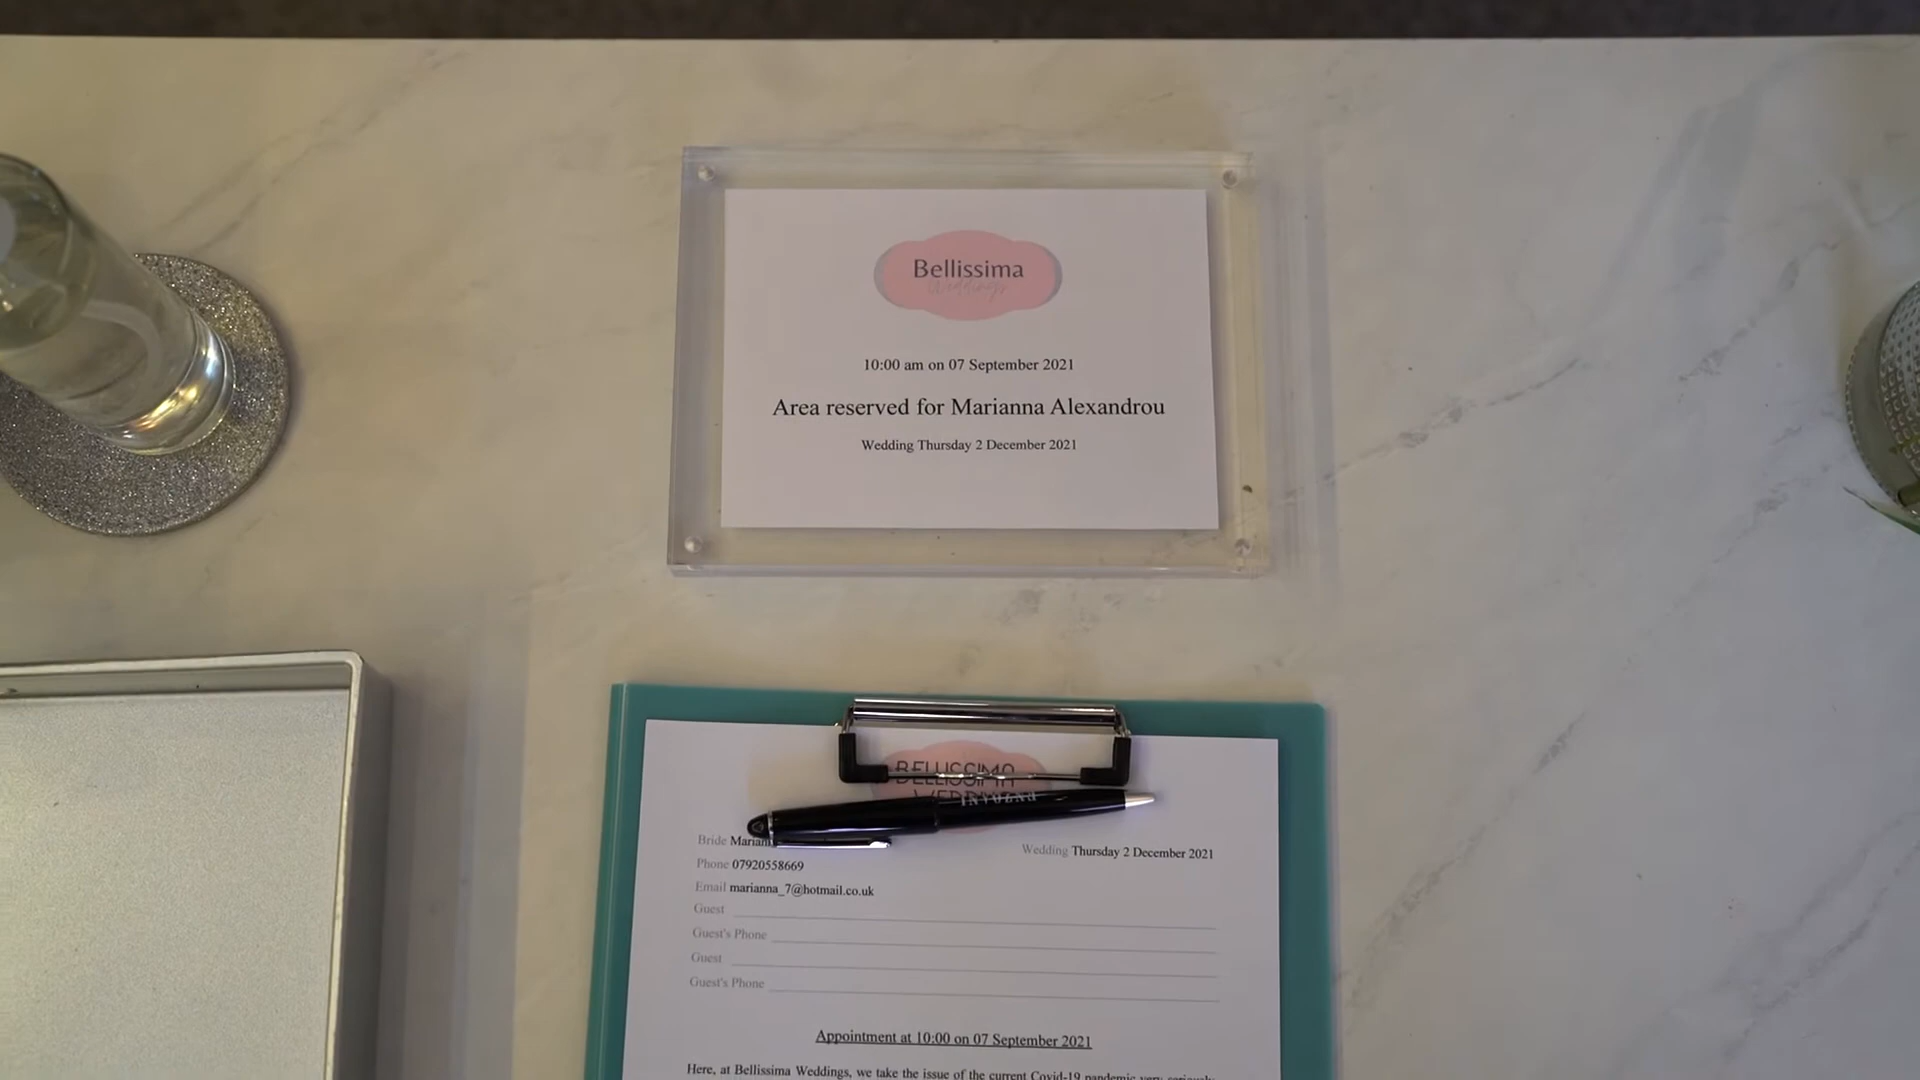 Bellissima
Weddings
10:00 am on 07 September 2021
Area reserved for Marianna Alexandrou
Wedding Thursday 2 December 2021
BELLISSIMA
Bride
Wedding Thursday 2 December 2021
Phone 07920558669
Email marianna_7@hotmail.co.uk
Guest
Guest's Phone
Guest
Guest's Phone
Appointment at 10:00 on 07 September 2021
Here, at Bellissima Weddings, we take the issue of the current Covid-19 pandemic very seriously